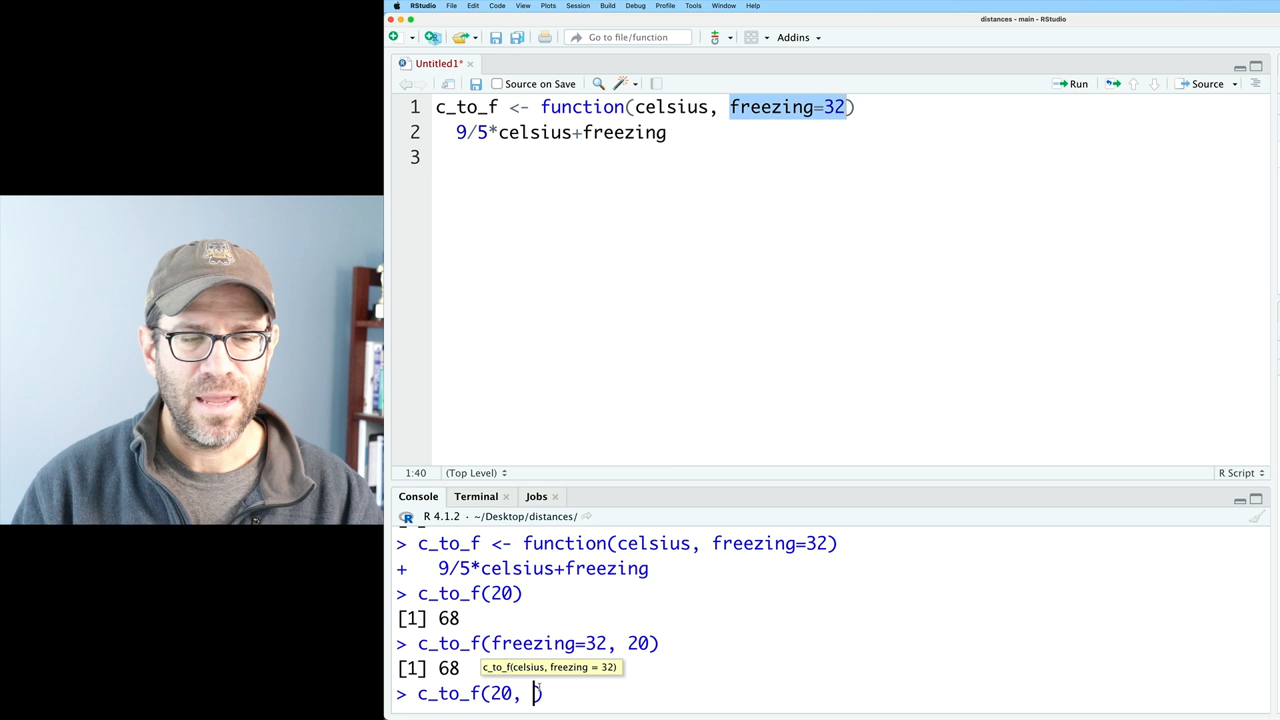 RStudio File Edit Code View Plots Session Build Debug Profile Tools Window Help
distances - main - RStudio
Go to file/function Addins
Untitled1*
Source on Save Run Source
1 c_to_f <- function(celsius, freezing=32)
2 9/5*celsius+freezing
3
1:40 (Top Level) R Script
Console Terminal Jobs
R 4.1.2 · ~/Desktop/distances/
> c_to_f <- function(celsius, freezing=32)
+ 9/5*celsius+freezing
> c_to_f(20)
[1] 68
> c_to_f(freezing=32, 20)
[1] 68
c_to_f(celsius, freezing = 32)
> c_to_f(20, )